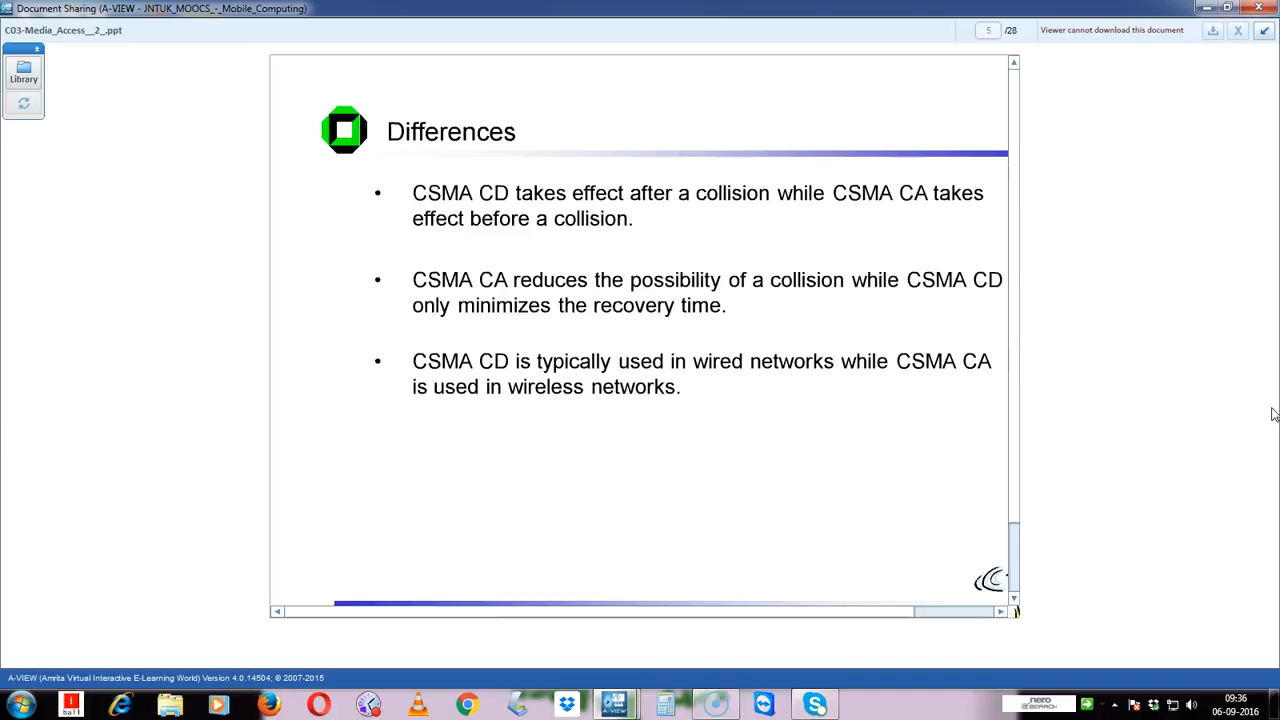 Document Sharing (A-VIEW - JNTUK_MOOCS_-_Mobile_Computing)
C03-Media_Access__2_.ppt
5 /28
Viewer cannot download this document
Library
Differences
• CSMA CD takes effect after a collision while CSMA CA takes
effect before a collision.
• CSMA CA reduces the possibility of a collision while CSMA CD
only minimizes the recovery time.
• CSMA CD is typically used in wired networks while CSMA CA
is used in wireless networks.
A-VIEW (Amrita Virtual Interactive E-Learning World) Version 4.0.14504; © 2007-2015
i
ball
nero
SEARCH
09:36
06-09-2016